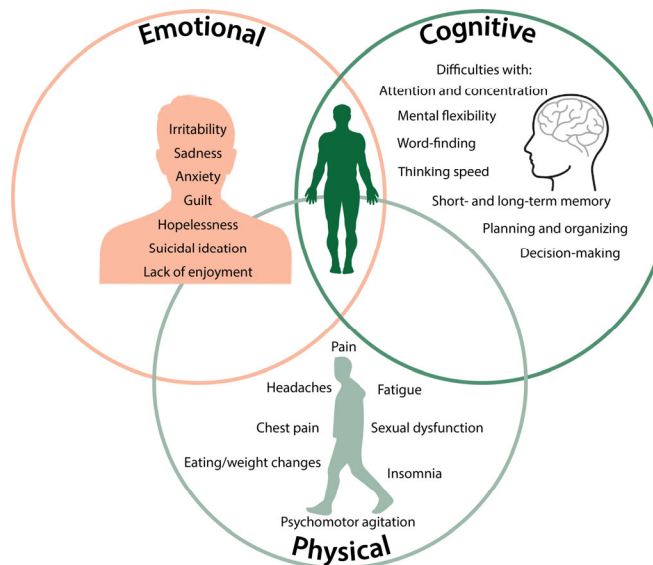 Emotional
Irritability
Sadness
Anxiety
Guilt
Hopelessness
Suicidal ideation
Lack of enjoyment
Cognitive
Difficulties with:
Attention and concentration
Mental flexibility
Word-finding
Thinking speed
Short- and long-term memory
Planning and organizing
Decision-making
Pain
Headaches
Fatigue
Chest pain
Sexual dysfunction
Eating/weight changes
Insomnia
Psychomotor agitation
Physical